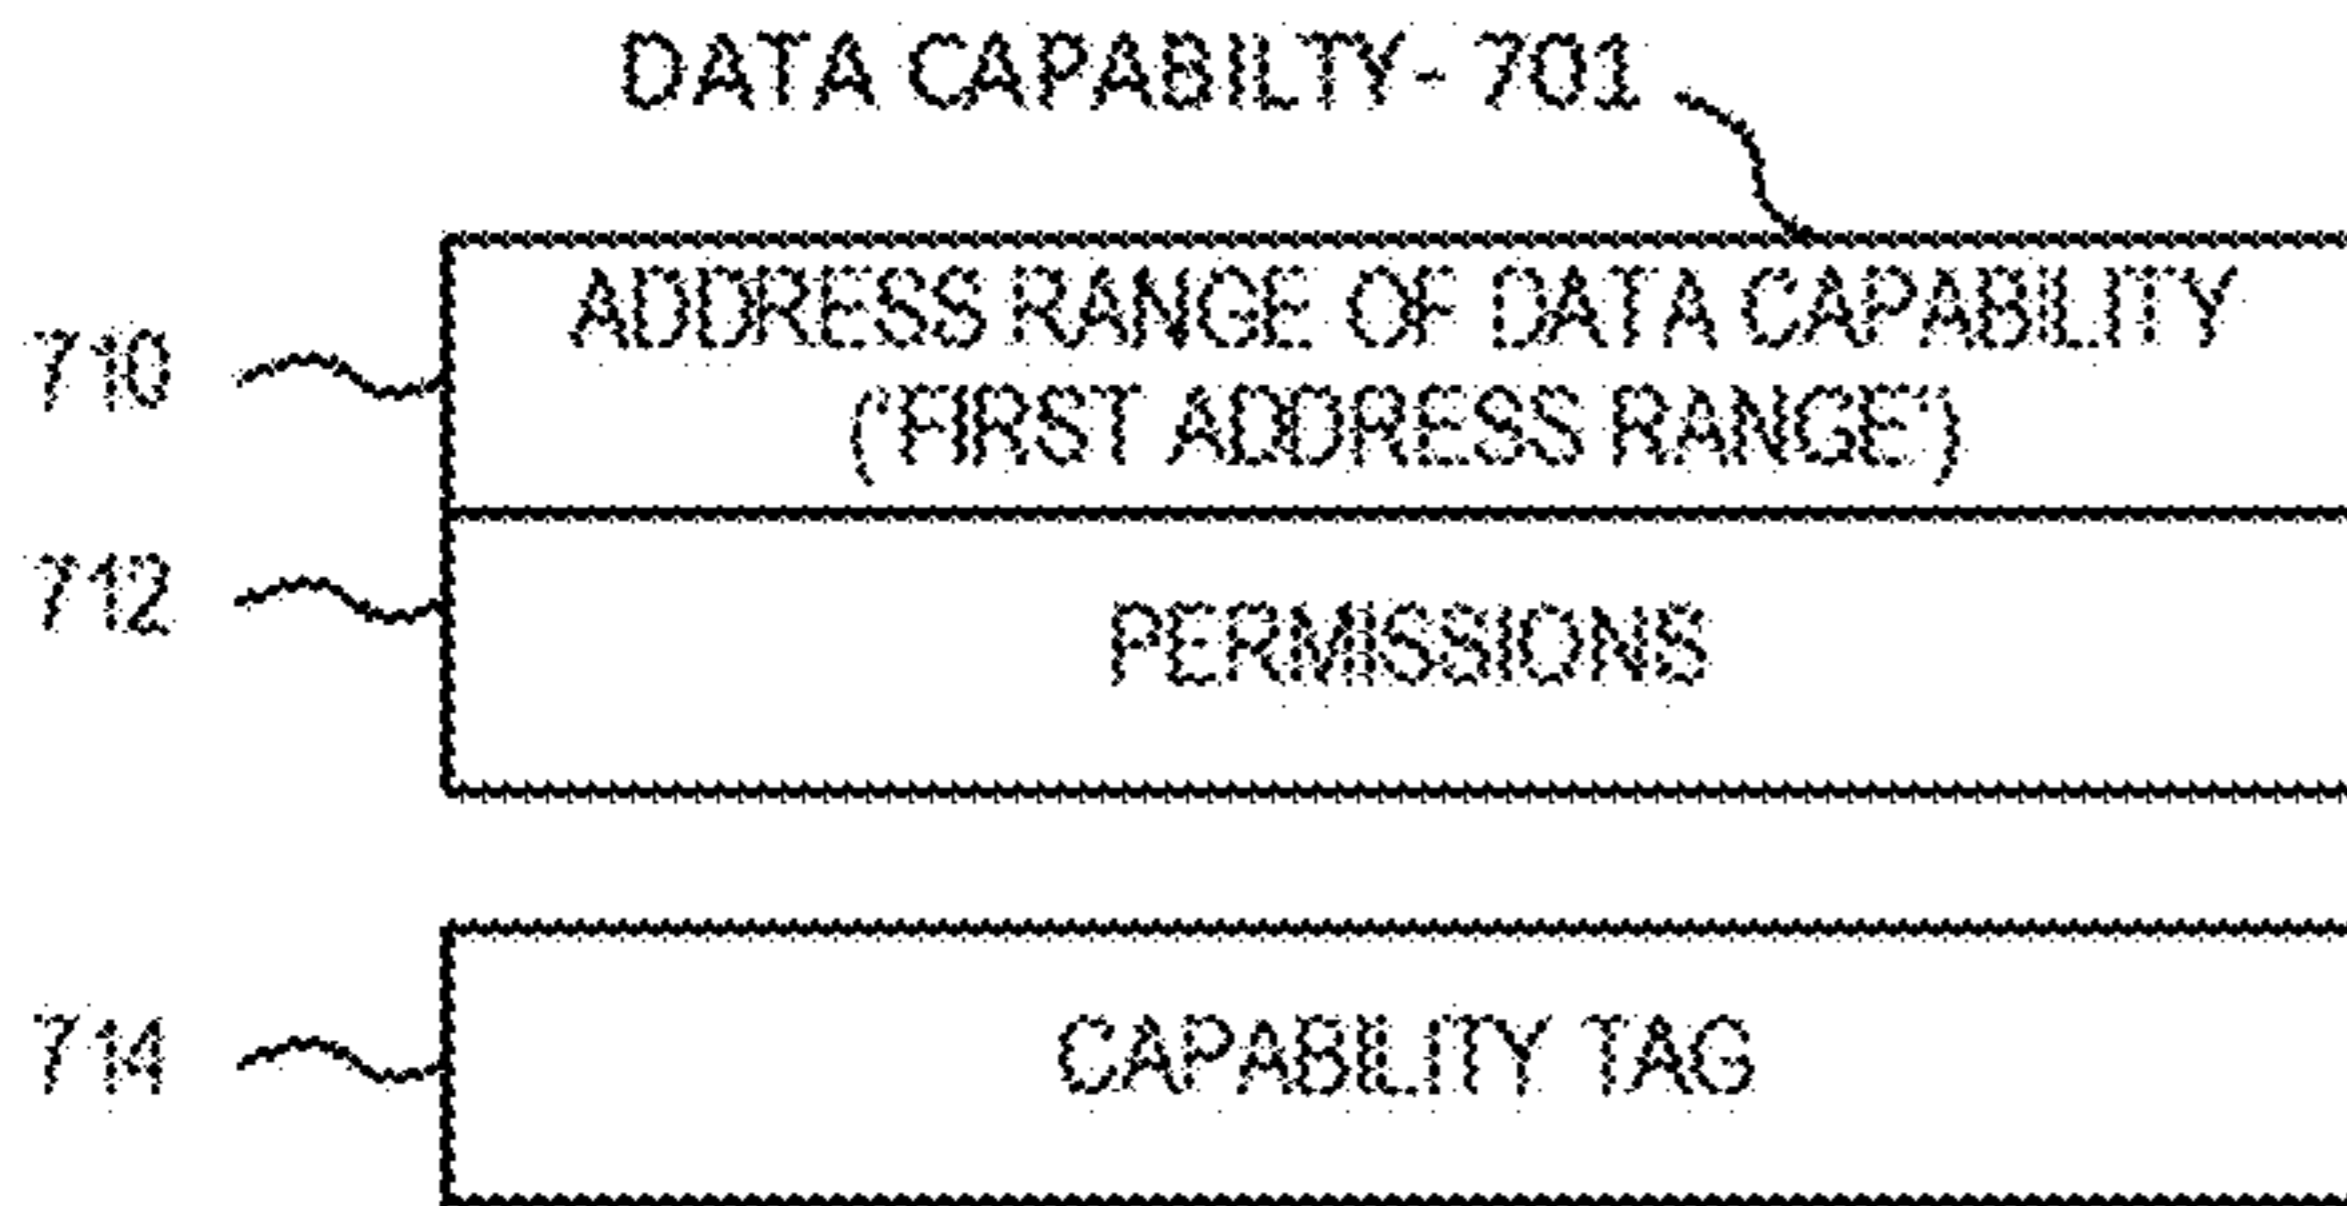 DATA CAPABILTY- 701
710
ADDRESS RANGE OF DATA CAPABILITY
('FIRST ADDRESS RANGE')
712
PERMISSIONS
714
CAPABILITY TAG